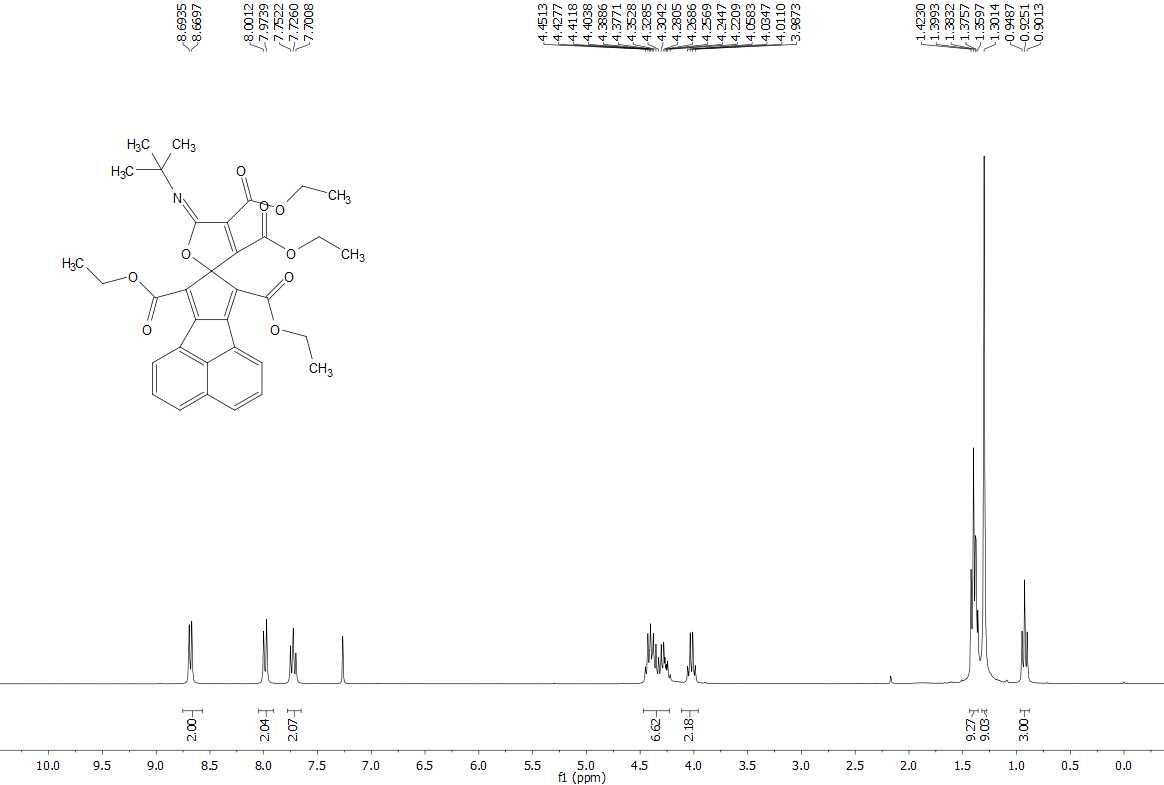 8.6935
8.6697
8.0012
7.9739
7.7522
7.7260
7.7008
4.4513
4.4277
4.4118
4.4038
4.3886
4.3771
4.3528
4.3285
4.3042
4.2805
4.2686
4.2569
4.2447
4.2209
4.0583
4.0347
4.0110
3.9873
1.4230
1.3993
1.3832
1.3757
1.3597
1.3014
0.9487
0.9251
0.9013
H3C CH3
H3C
N
O
O
CH3
O
O
O
CH3
H3C
O
O
O
O
CH3
2.00
2.04
2.07
6.62
2.18
9.27
9.03
3.00
10.0 9.5 9.0 8.5 8.0 7.5 7.0 6.5 6.0 5.5 5.0 4.5 4.0 3.5 3.0 2.5 2.0 1.5 1.0 0.5 0.0
f1 (ppm)